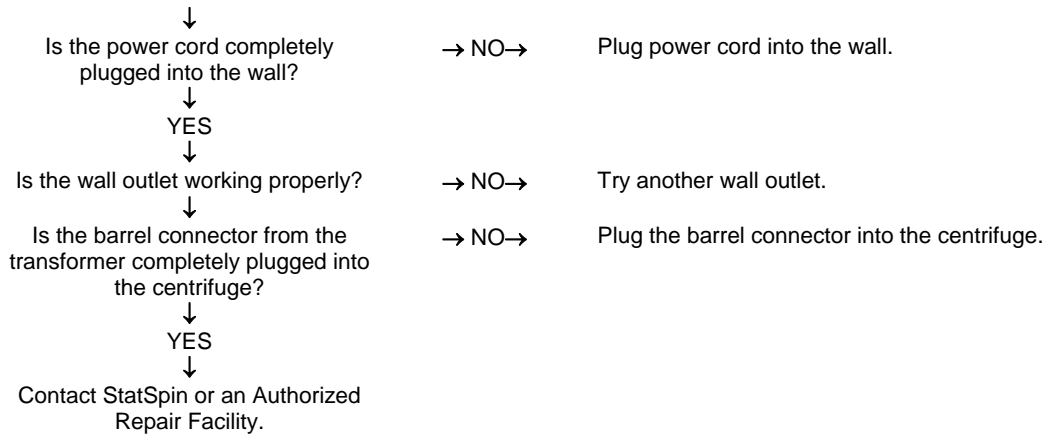 ↓
Is the power cord completely → NO→ Plug power cord into the wall.
plugged into the wall?
↓
YES
↓
Is the wall outlet working properly? → NO→ Try another wall outlet.
↓
Is the barrel connector from the → NO→ Plug the barrel connector into the centrifuge.
transformer completely plugged into
the centrifuge?
↓
YES
↓
Contact StatSpin or an Authorized
Repair Facility.